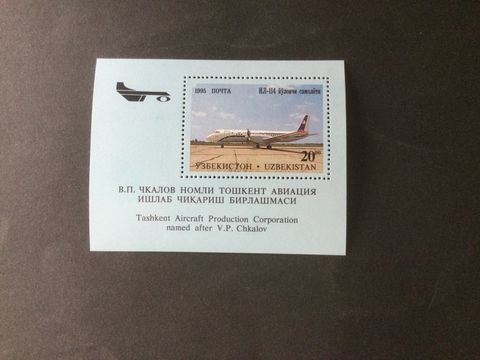 1995 ПОЧТА ИЛ-114 йўловчи самолёти
20⁰⁰
ЎЗБЕКИСТОН • UZBEKISTAN
В.П. ЧКАЛОВ НОМЛИ ТОШКЕНТ АВИАЦИЯ
ИШЛАБ ЧИҚАРИШ БИРЛАШМАСИ
Tashkent Aircraft Production Corporation
named after V.P. Chkalov